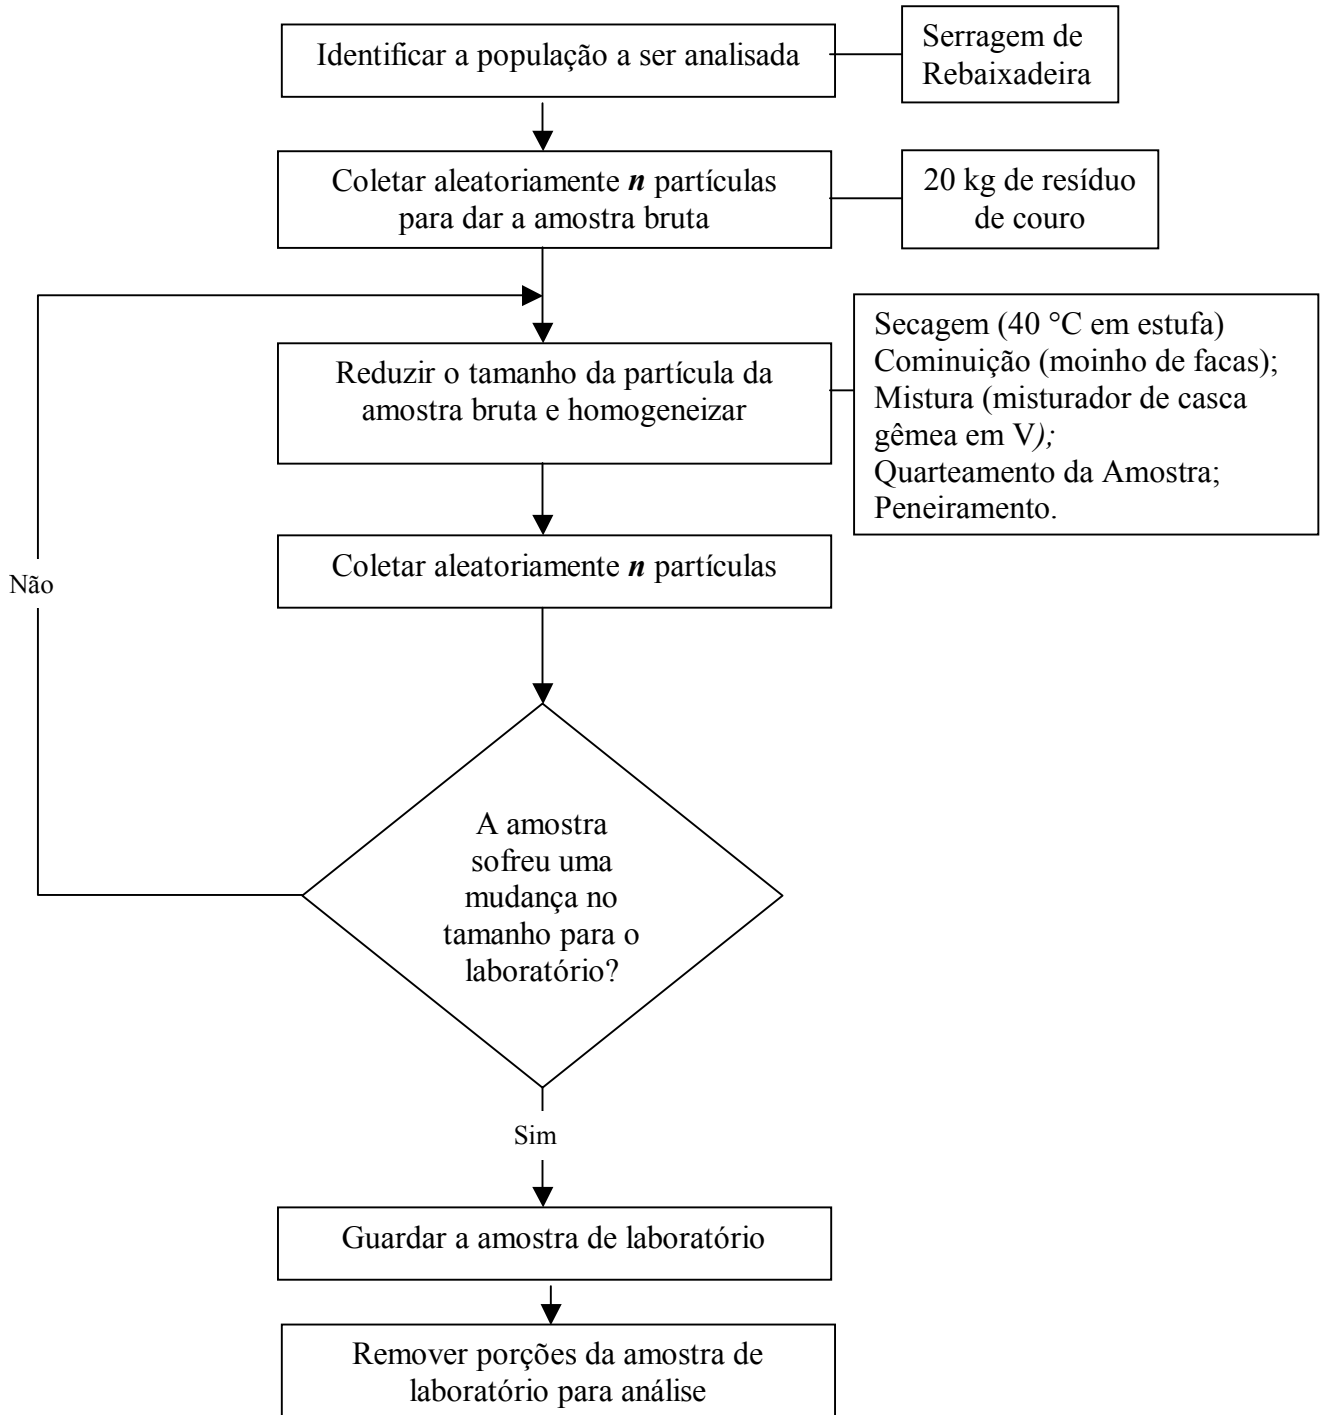 Identificar a população a ser analisada
Serragem de
Rebaixadeira
Coletar aleatoriamente n partículas
para dar a amostra bruta
20 kg de resíduo
de couro
Reduzir o tamanho da partícula da
amostra bruta e homogeneizar
Secagem (40 °C em estufa)
Cominuição (moinho de facas);
Mistura (misturador de casca
gêmea em V);
Quarteamento da Amostra;
Peneiramento.
Coletar aleatoriamente n partículas
Não
A amostra
sofreu uma
mudança no
tamanho para o
laboratório?
Sim
Guardar a amostra de laboratório
Remover porções da amostra de
laboratório para análise